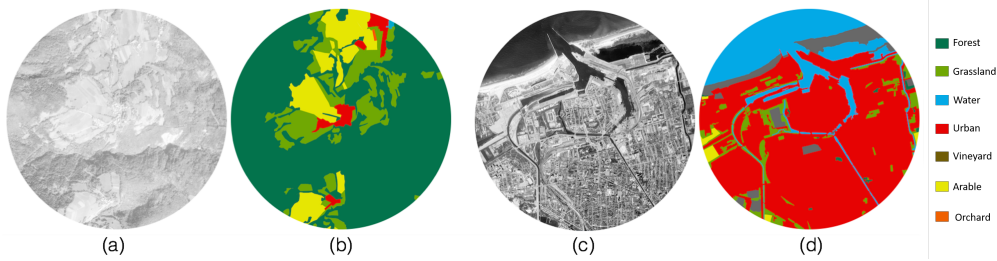 Forest
Grassland
Water
Urban
Vineyard
Arable
Orchard
(a) (b) (c) (d)